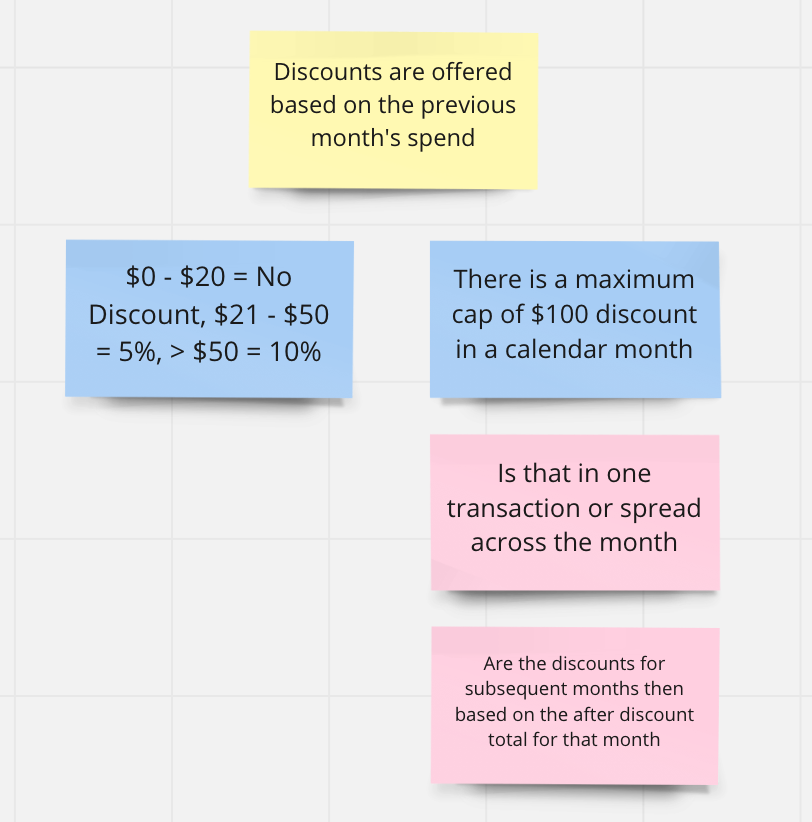 Discounts are offered
based on the previous
month's spend
$0 - $20 = No
Discount, $21 - $50
= 5%, > $50 = 10%
There is a maximum
cap of $100 discount
in a calendar month
Is that in one
transaction or spread
across the month
Are the discounts for
subsequent months then
based on the after discount
total for that month